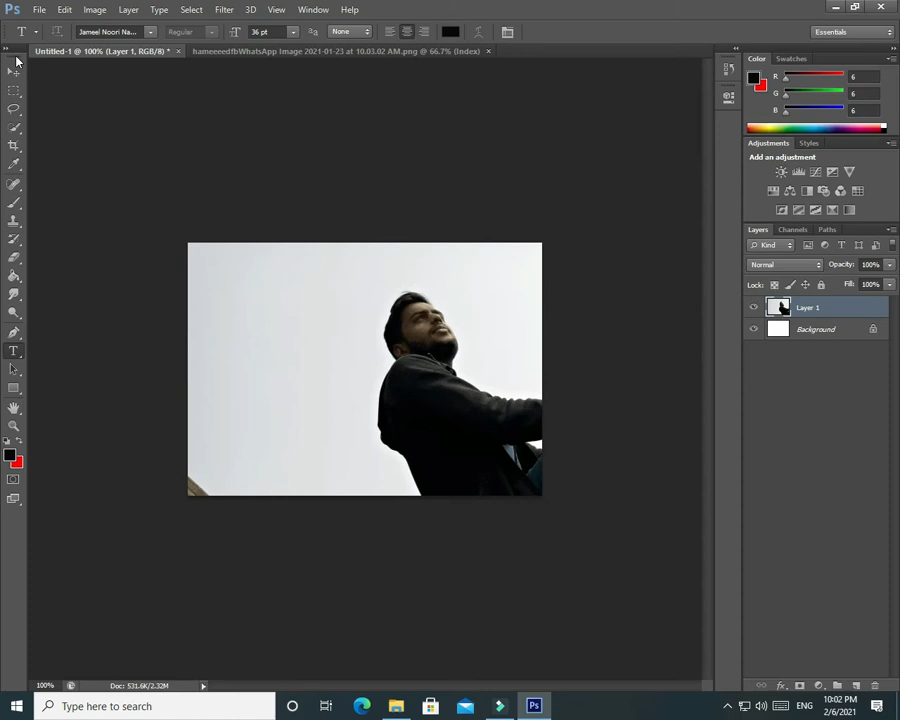 Ps File Edit Image Layer Type Select Filter 3D View Window Help
T Jameel Noori Na... Regular 36 pt None Essentials
Untitled-1 @ 100% (Layer 1, RGB/8) * × hameeeedfbWhatsApp Image 2021-01-23 at 10.03.02 AM.png @ 66.7% (Index) ×
Color Swatches
R 6
G 6
B 6
Adjustments Styles
Add an adjustment
Layers Channels Paths
Kind
Normal Opacity: 100%
Lock: Fill: 100%
Layer 1
Background
100% Doc: 531.6K/2.32M
Type here to search
Ps
10:02 PM
2/6/2021